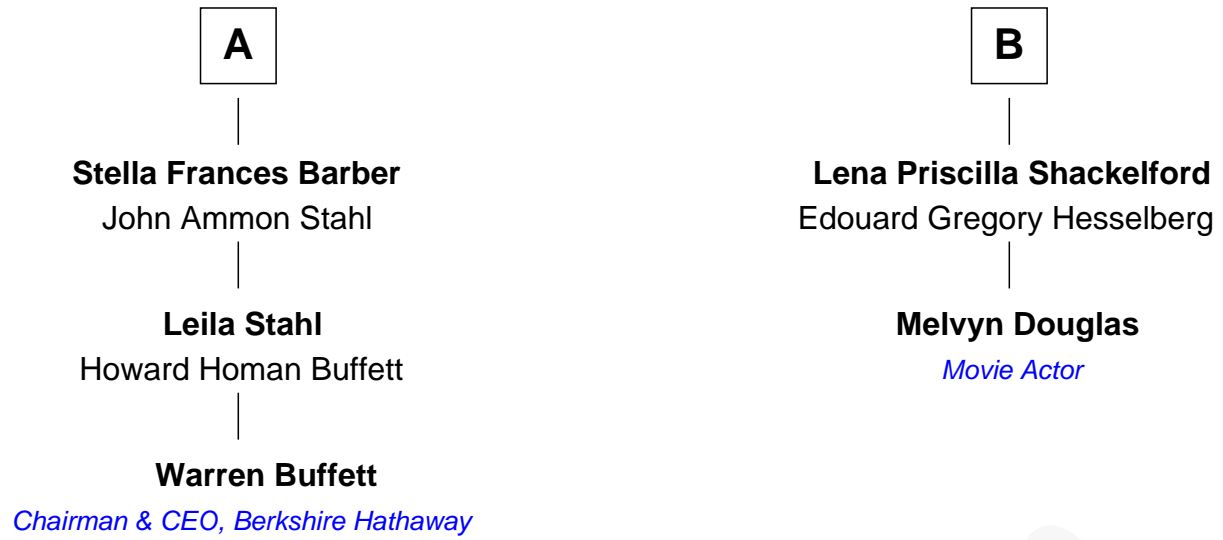 A
B
Stella Frances Barber
John Ammon Stahl
Lena Priscilla Shackelford
Edouard Gregory Hesselberg
Leila Stahl
Howard Homan Buffett
Melvyn Douglas
Movie Actor
Warren Buffett
Chairman & CEO, Berkshire Hathaway